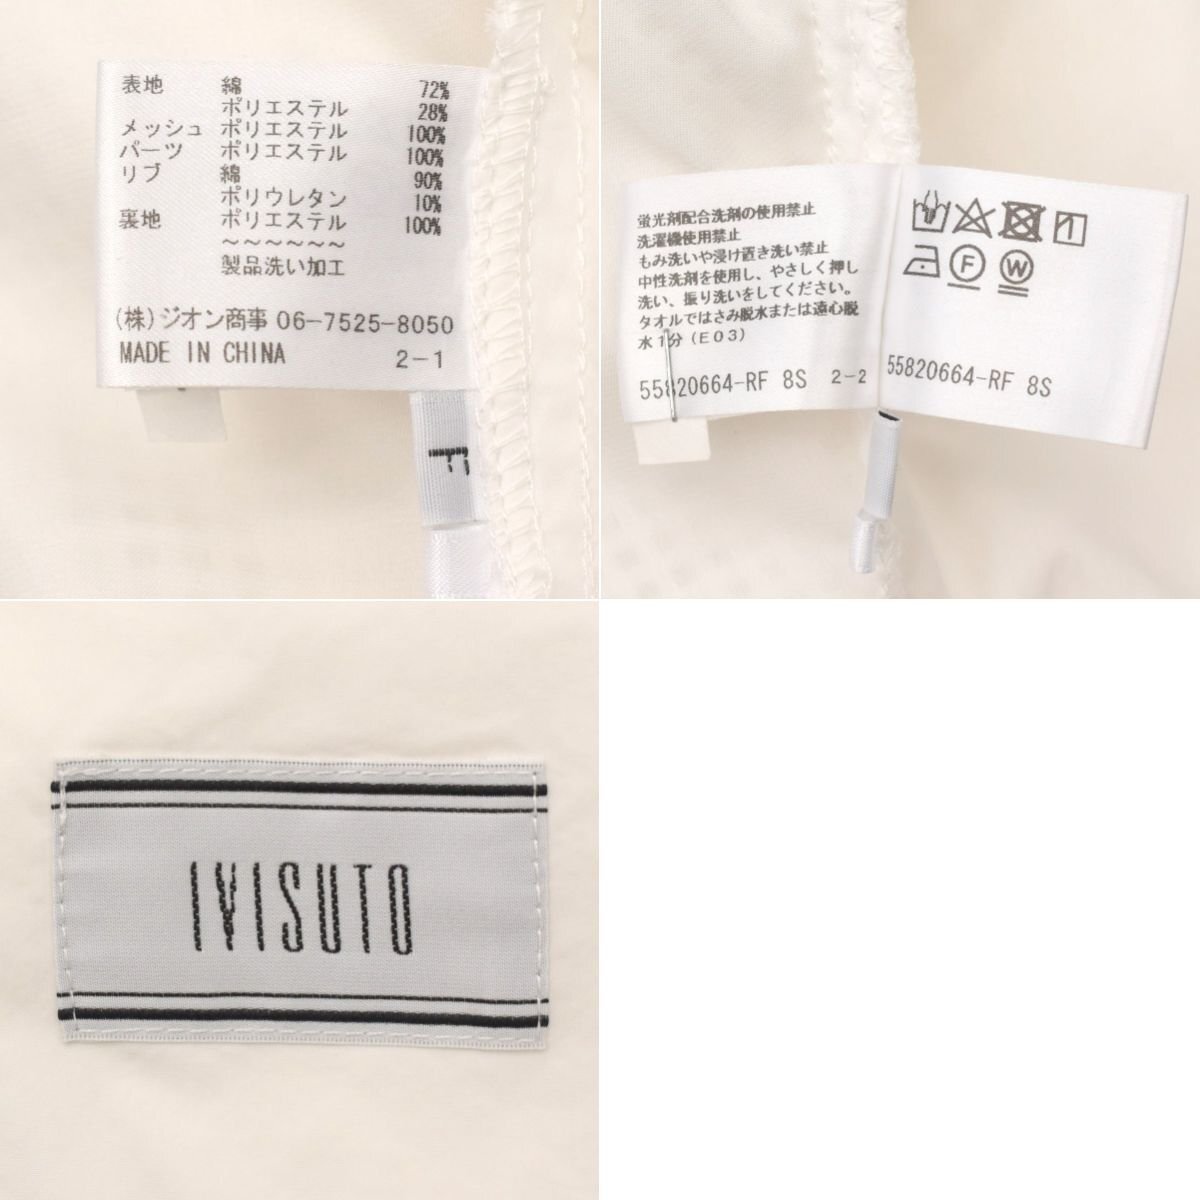 表地 綿 72%
ポリエステル 28%
メッシュ ポリエステル 100%
パーツ ポリエステル 100%
リブ 綿 90%
ポリウレタン 10%
裏地 ポリエステル 100%
~~~~~~
製品洗い加工
(株)ジオン商事 06-7525-8050
MADE IN CHINA 2-1
F
蛍光剤配合洗剤の使用禁止
洗濯機使用禁止
もみ洗いや浸け置き洗い禁止
中性洗剤を使用し、やさしく押し
洗い、振り洗いをしてください。
タオルではさみ脱水または遠心脱
水1分(E03)
55820664-RF 8S 2-2
F W
55820664-RF 8S
IVISUTO